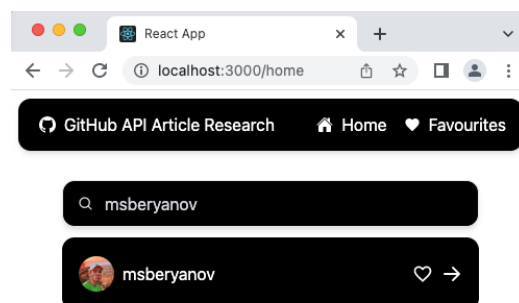 React App
localhost:3000/home
GitHub API Article Research Home Favourites
msberyanov
msberyanov